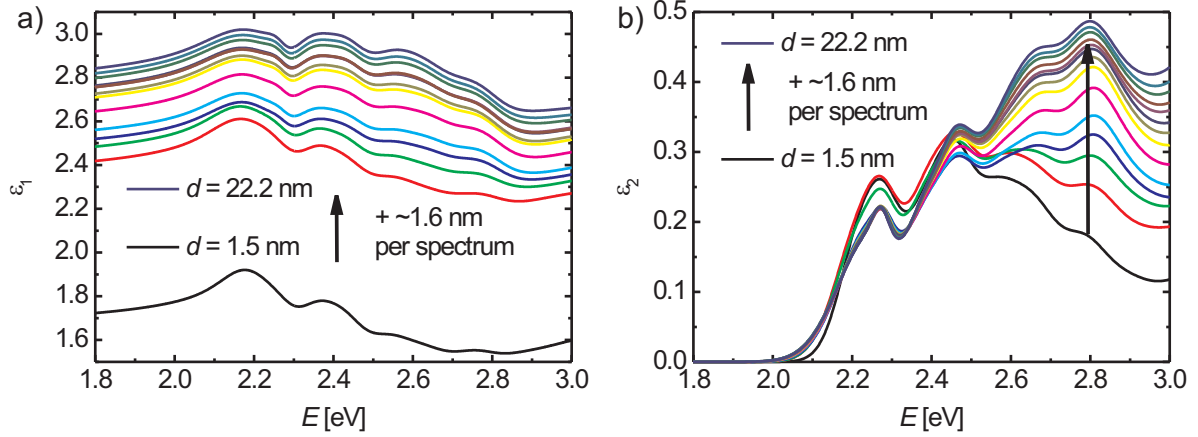 a)
3.0
2.8
2.6
2.4
2.2
2.0
1.8
1.6
ε1
d = 22.2 nm
+ ~1.6 nm
per spectrum
d = 1.5 nm
1.8 2.0 2.2 2.4 2.6 2.8 3.0
E [eV]
b)
0.5
0.4
0.3
0.2
0.1
0.0
ε2
d = 22.2 nm
+ ~1.6 nm
per spectrum
d = 1.5 nm
1.8 2.0 2.2 2.4 2.6 2.8 3.0
E [eV]